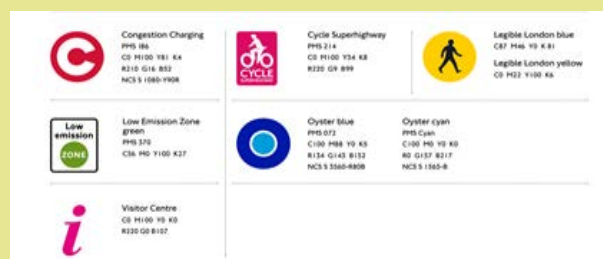 Congestion Charging
PMS 186
C0 M100 Y81 K4
R210 G16 B52
NCS S 1080-Y90R
CYCLE
SUPERHIGHWAY
Cycle Superhighway
PMS 214
C0 M100 Y34 K8
R220 G9 B99
Legible London blue
C87 M46 Y0 K81
Legible London yellow
C0 M22 Y100 K6
Low
emission
ZONE
Low Emission Zone
green
PMS 370
C56 M0 Y100 K27
Oyster blue
PMS 072
C100 M88 Y0 K5
R134 G143 B152
NCS S 3560-R80B
Oyster cyan
PMS Cyan
C100 M0 Y0 K0
R0 G157 B217
NCS S 1565-B
i
Visitor Centre
C0 M100 Y0 K0
R220 G0 B107